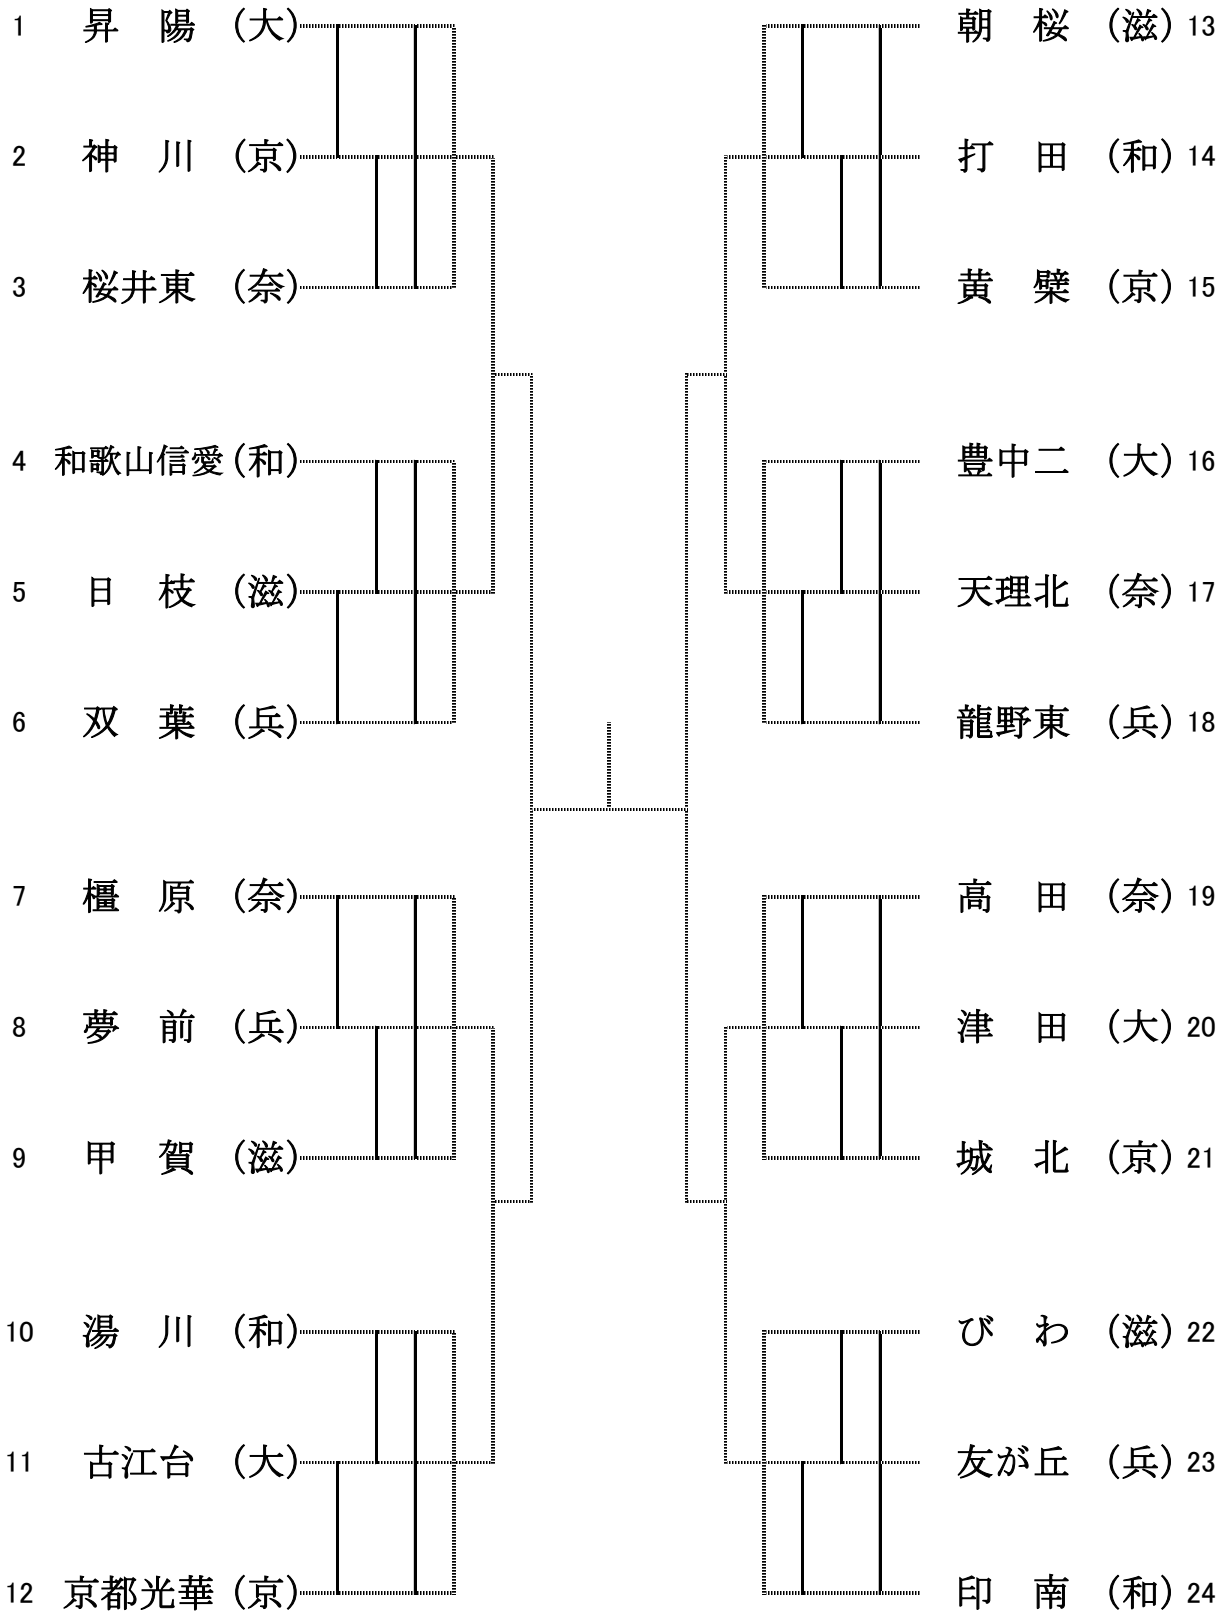 1 昇 陽 (大)
2 神 川 (京)
3 桜井東 (奈)
4 和歌山信愛 (和)
5 日 枝 (滋)
6 双 葉 (兵)
7 橿 原 (奈)
8 夢 前 (兵)
9 甲 賀 (滋)
10 湯 川 (和)
11 古江台 (大)
12 京都光華 (京)
朝 桜 (滋) 13
打 田 (和) 14
黄 檗 (京) 15
豊中二 (大) 16
天理北 (奈) 17
龍野東 (兵) 18
高 田 (奈) 19
津 田 (大) 20
城 北 (京) 21
び わ (滋) 22
友が丘 (兵) 23
印 南 (和) 24